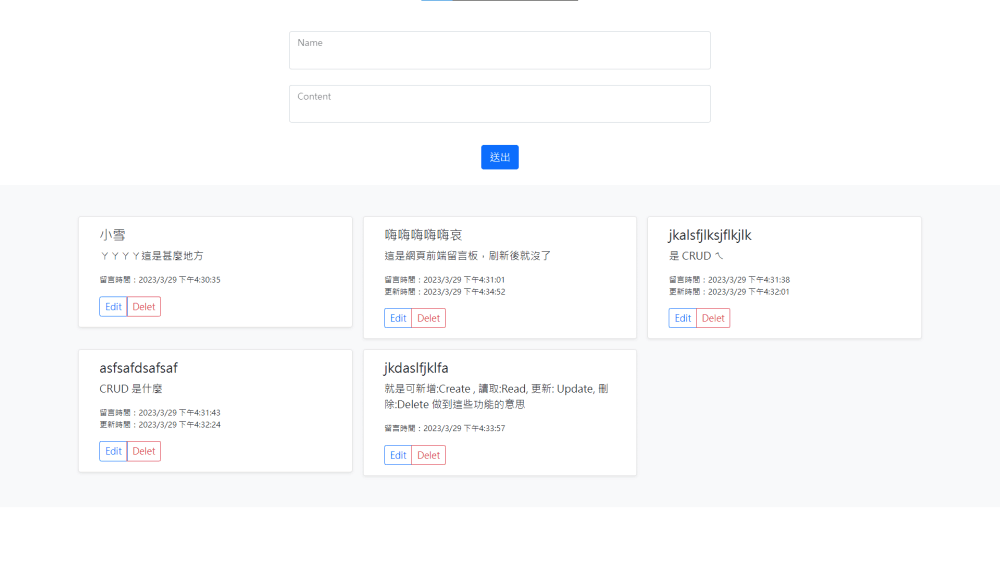 Name
Content
送出
小雪
ㄚㄚㄚㄚ這是甚麼地方
留言時間：2023/3/29 下午4:30:35
Edit Delet
嗨嗨嗨嗨嗨哀
這是網頁前端留言板，刷新後就沒了
留言時間：2023/3/29 下午4:31:01
更新時間：2023/3/29 下午4:34:52
Edit Delet
jkalsfjlksjflkjlk
是 CRUD ㄟ
留言時間：2023/3/29 下午4:31:38
更新時間：2023/3/29 下午4:32:01
Edit Delet
asfsafdsafsaf
CRUD 是什麼
留言時間：2023/3/29 下午4:31:43
更新時間：2023/3/29 下午4:32:24
Edit Delet
jkdaslfjklfa
就是可新增:Create , 讀取:Read, 更新: Update, 刪
除:Delete 做到這些功能的意思
留言時間：2023/3/29 下午4:33:57
Edit Delet